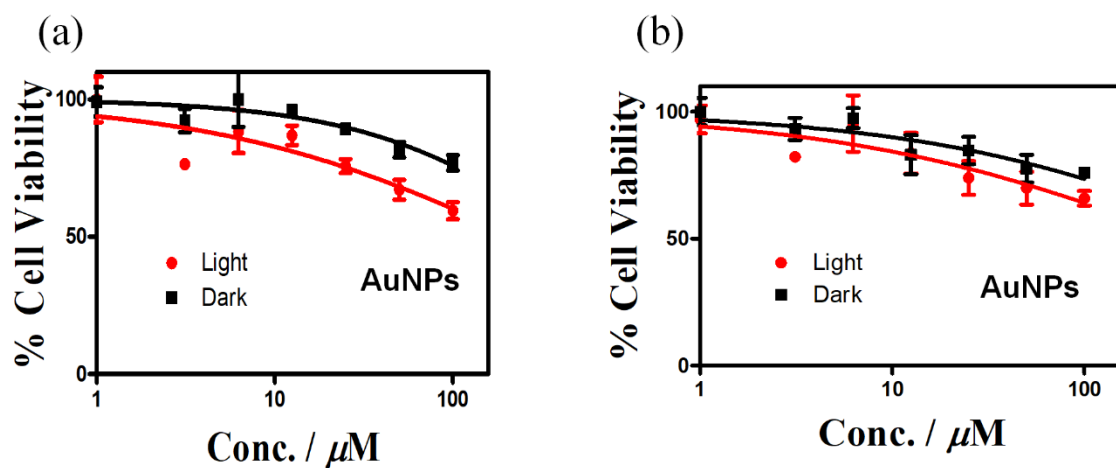 (a)
% Cell Viability
100
50
0
Light
Dark
AuNPs
1
10
100
Conc. / μM
(b)
% Cell Viability
100
50
0
Light
Dark
AuNPs
1
10
100
Conc. / μM